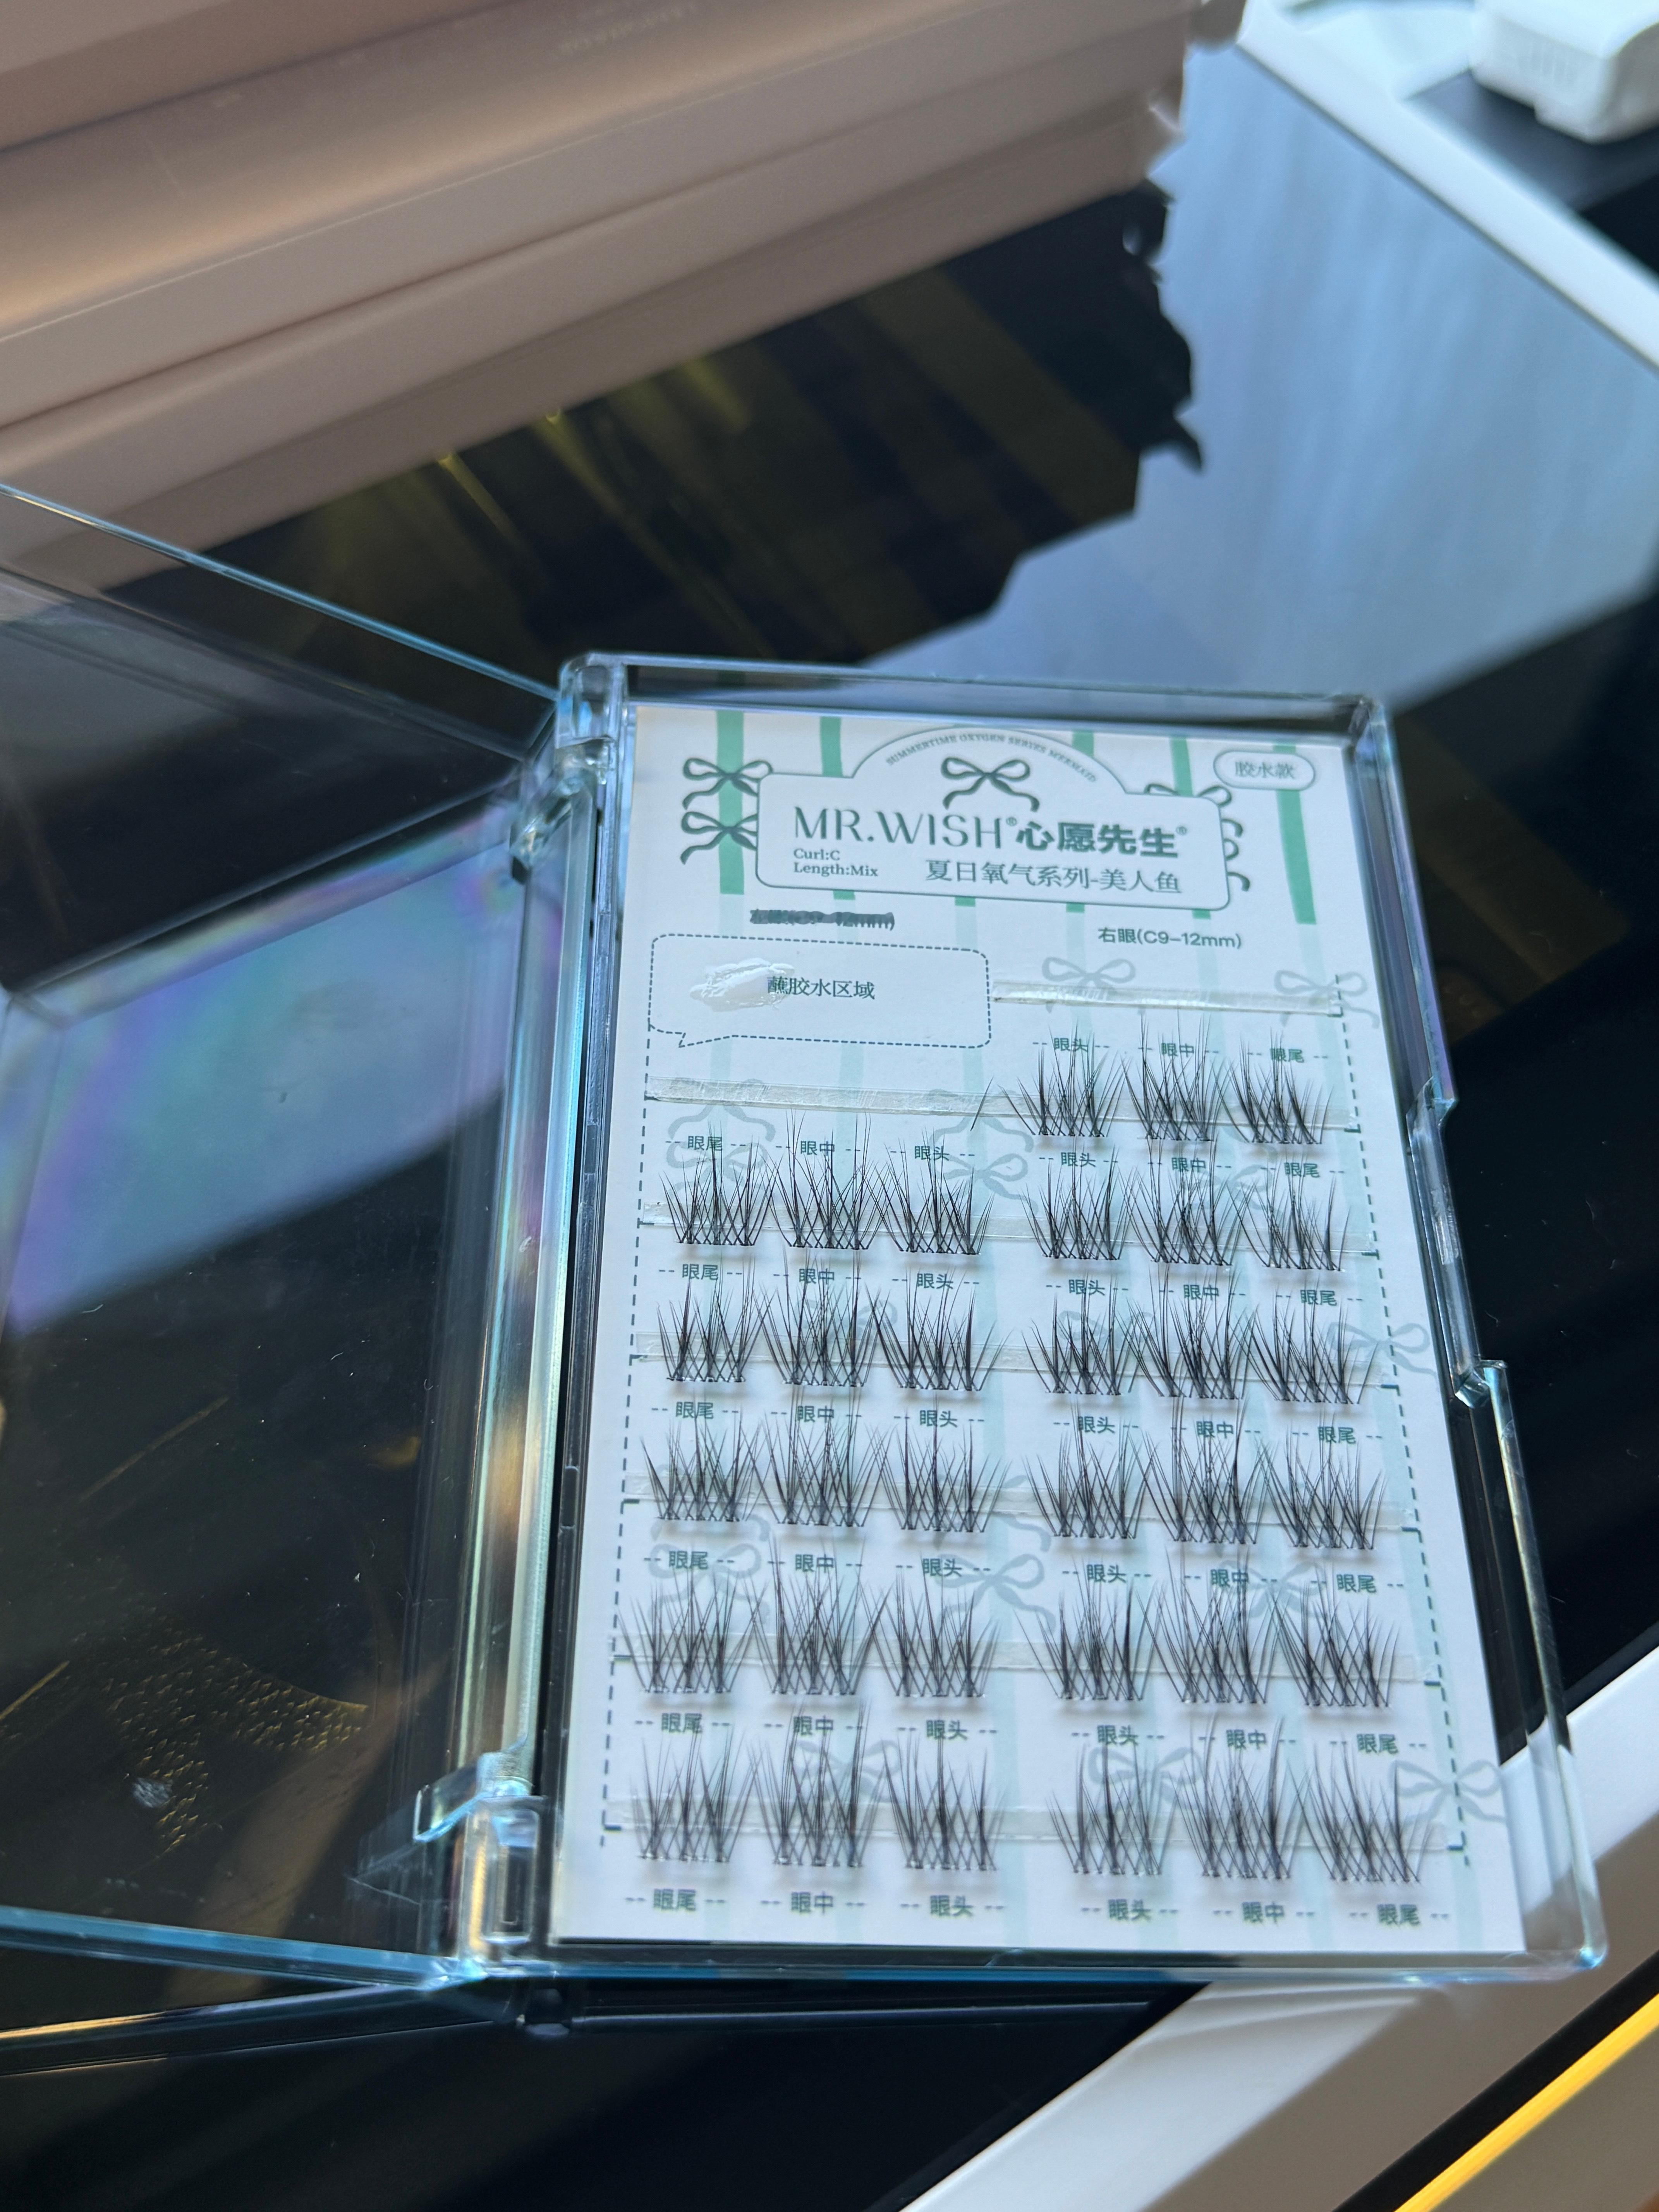 SUMMERTIME OXYGEN SERIES MERMAID
胶水款
MR.WISH®心愿先生®
Curl:C
Length:Mix
夏日氧气系列-美人鱼
右眼(C9-12mm)
蘸胶水区域
眼头 眼中 眼尾
眼尾 眼中 眼头 眼头 眼中 眼尾
眼尾 眼中 眼头 眼头 眼中 眼尾
眼尾 眼中 眼头 眼头 眼中 眼尾
眼尾 眼中 眼头 眼头 眼中 眼尾
眼尾 眼中 眼头 眼头 眼中 眼尾
眼尾 眼中 眼头 眼头 眼中 眼尾